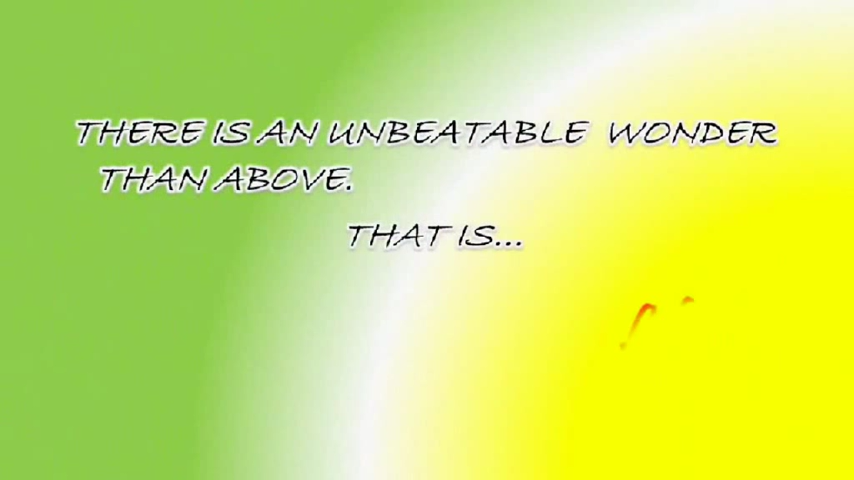 THERE IS AN UNBEATABLE WONDER
THAN ABOVE.
THAT IS...